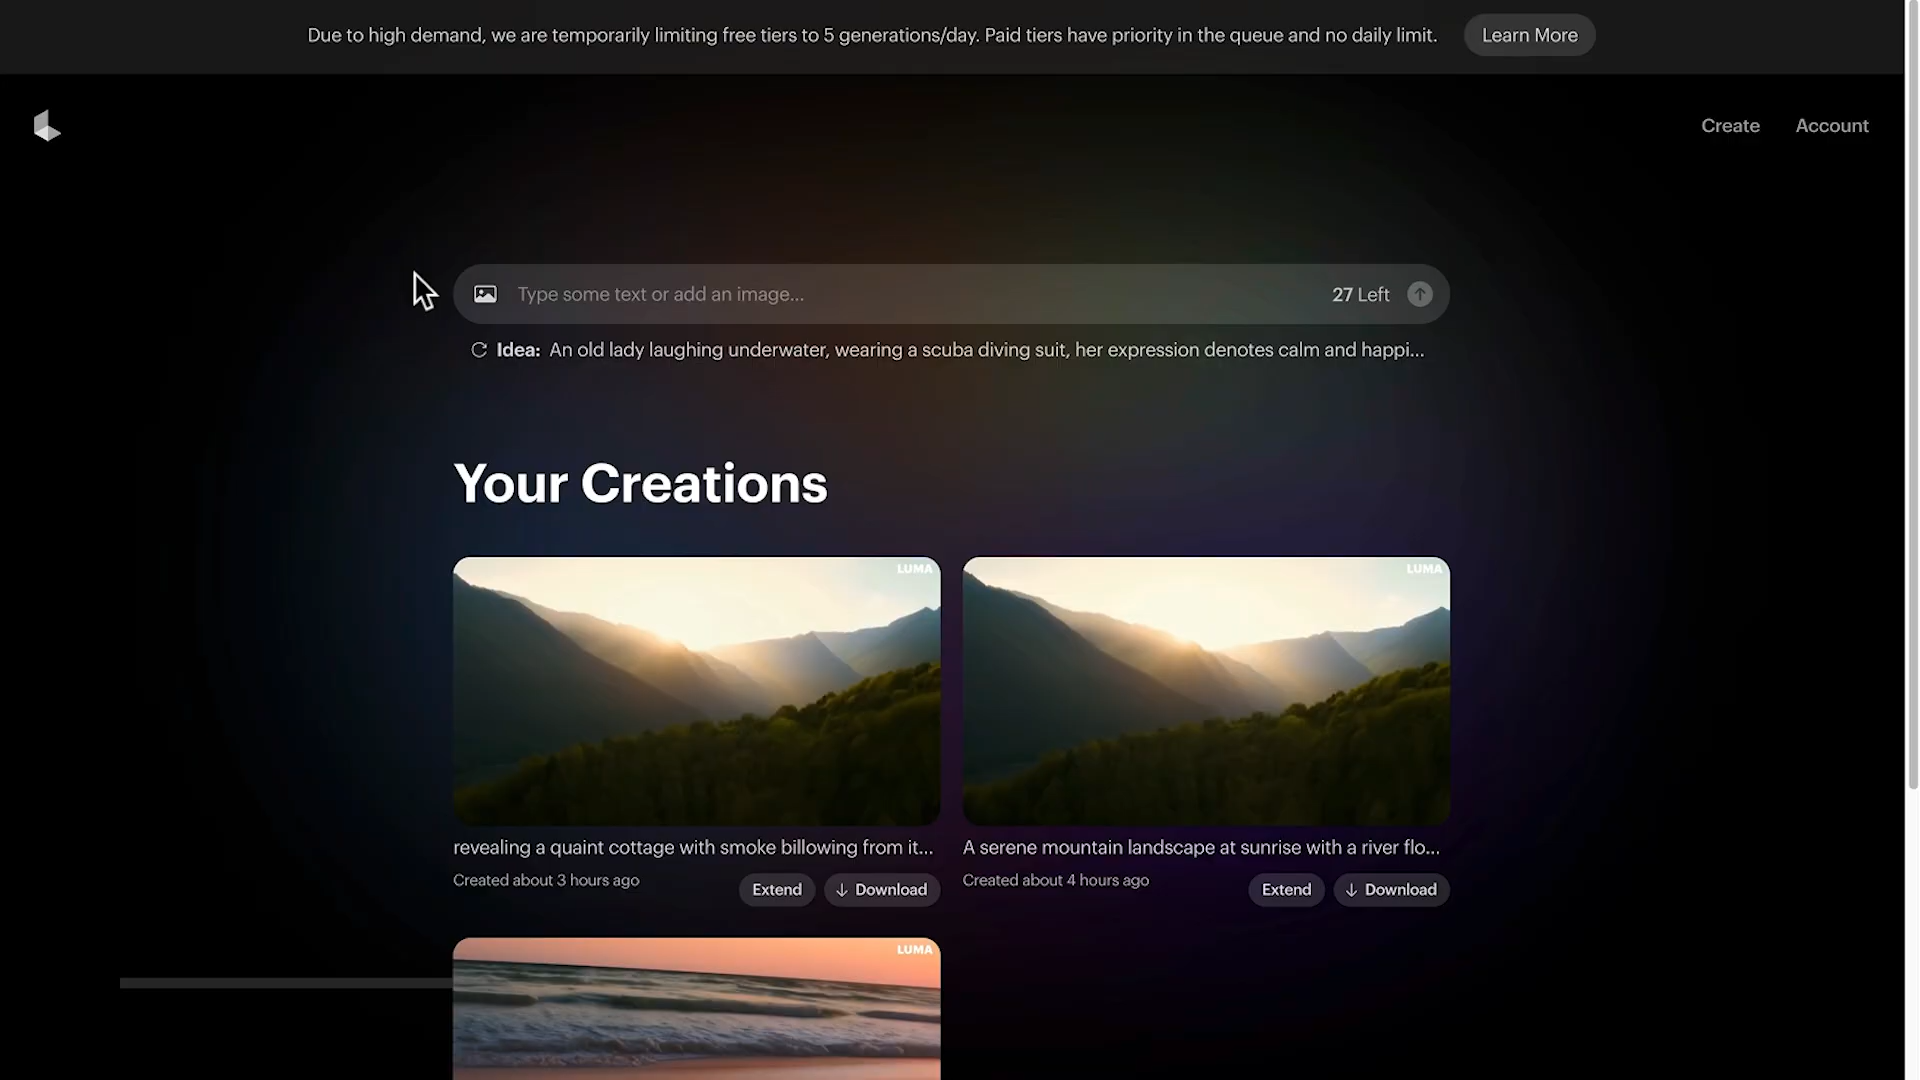 Due to high demand, we are temporarily limiting free tiers to 5 generations/day. Paid tiers have priority in the queue and no daily limit. Learn More
Create Account
Type some text or add an image... 27 Left
Idea: An old lady laughing underwater, wearing a scuba diving suit, her expression denotes calm and happi...
Your Creations
LUMA
LUMA
revealing a quaint cottage with smoke billowing from it...
Created about 3 hours ago Extend Download
A serene mountain landscape at sunrise with a river flo...
Created about 4 hours ago Extend Download
LUMA